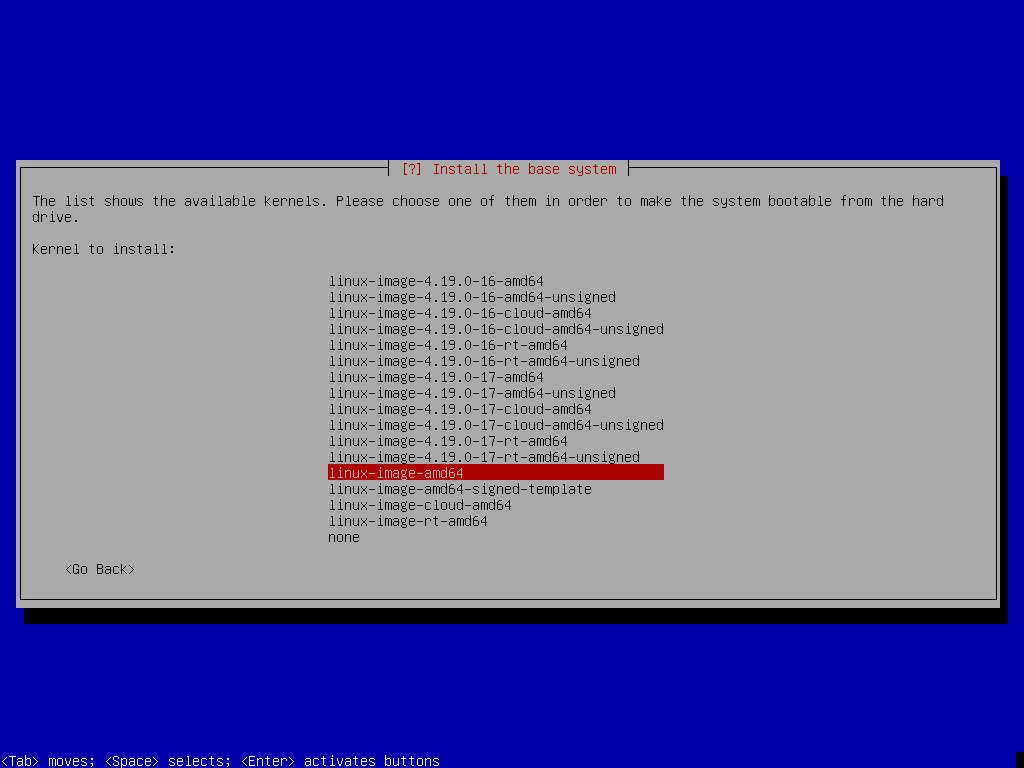 [?] Install the base system
The list shows the available kernels. Please choose one of them in order to make the system bootable from the hard
drive.
Kernel to install:
linux-image-4.19.0-16-amd64
linux-image-4.19.0-16-amd64-unsigned
linux-image-4.19.0-16-cloud-amd64
linux-image-4.19.0-16-cloud-amd64-unsigned
linux-image-4.19.0-16-rt-amd64
linux-image-4.19.0-16-rt-amd64-unsigned
linux-image-4.19.0-17-amd64
linux-image-4.19.0-17-amd64-unsigned
linux-image-4.19.0-17-cloud-amd64
linux-image-4.19.0-17-cloud-amd64-unsigned
linux-image-4.19.0-17-rt-amd64
linux-image-4.19.0-17-rt-amd64-unsigned
linux-image-amd64
linux-image-amd64-signed-template
linux-image-cloud-amd64
linux-image-rt-amd64
none
<Go Back>
<Tab> moves; <Space> selects; <Enter> activates buttons